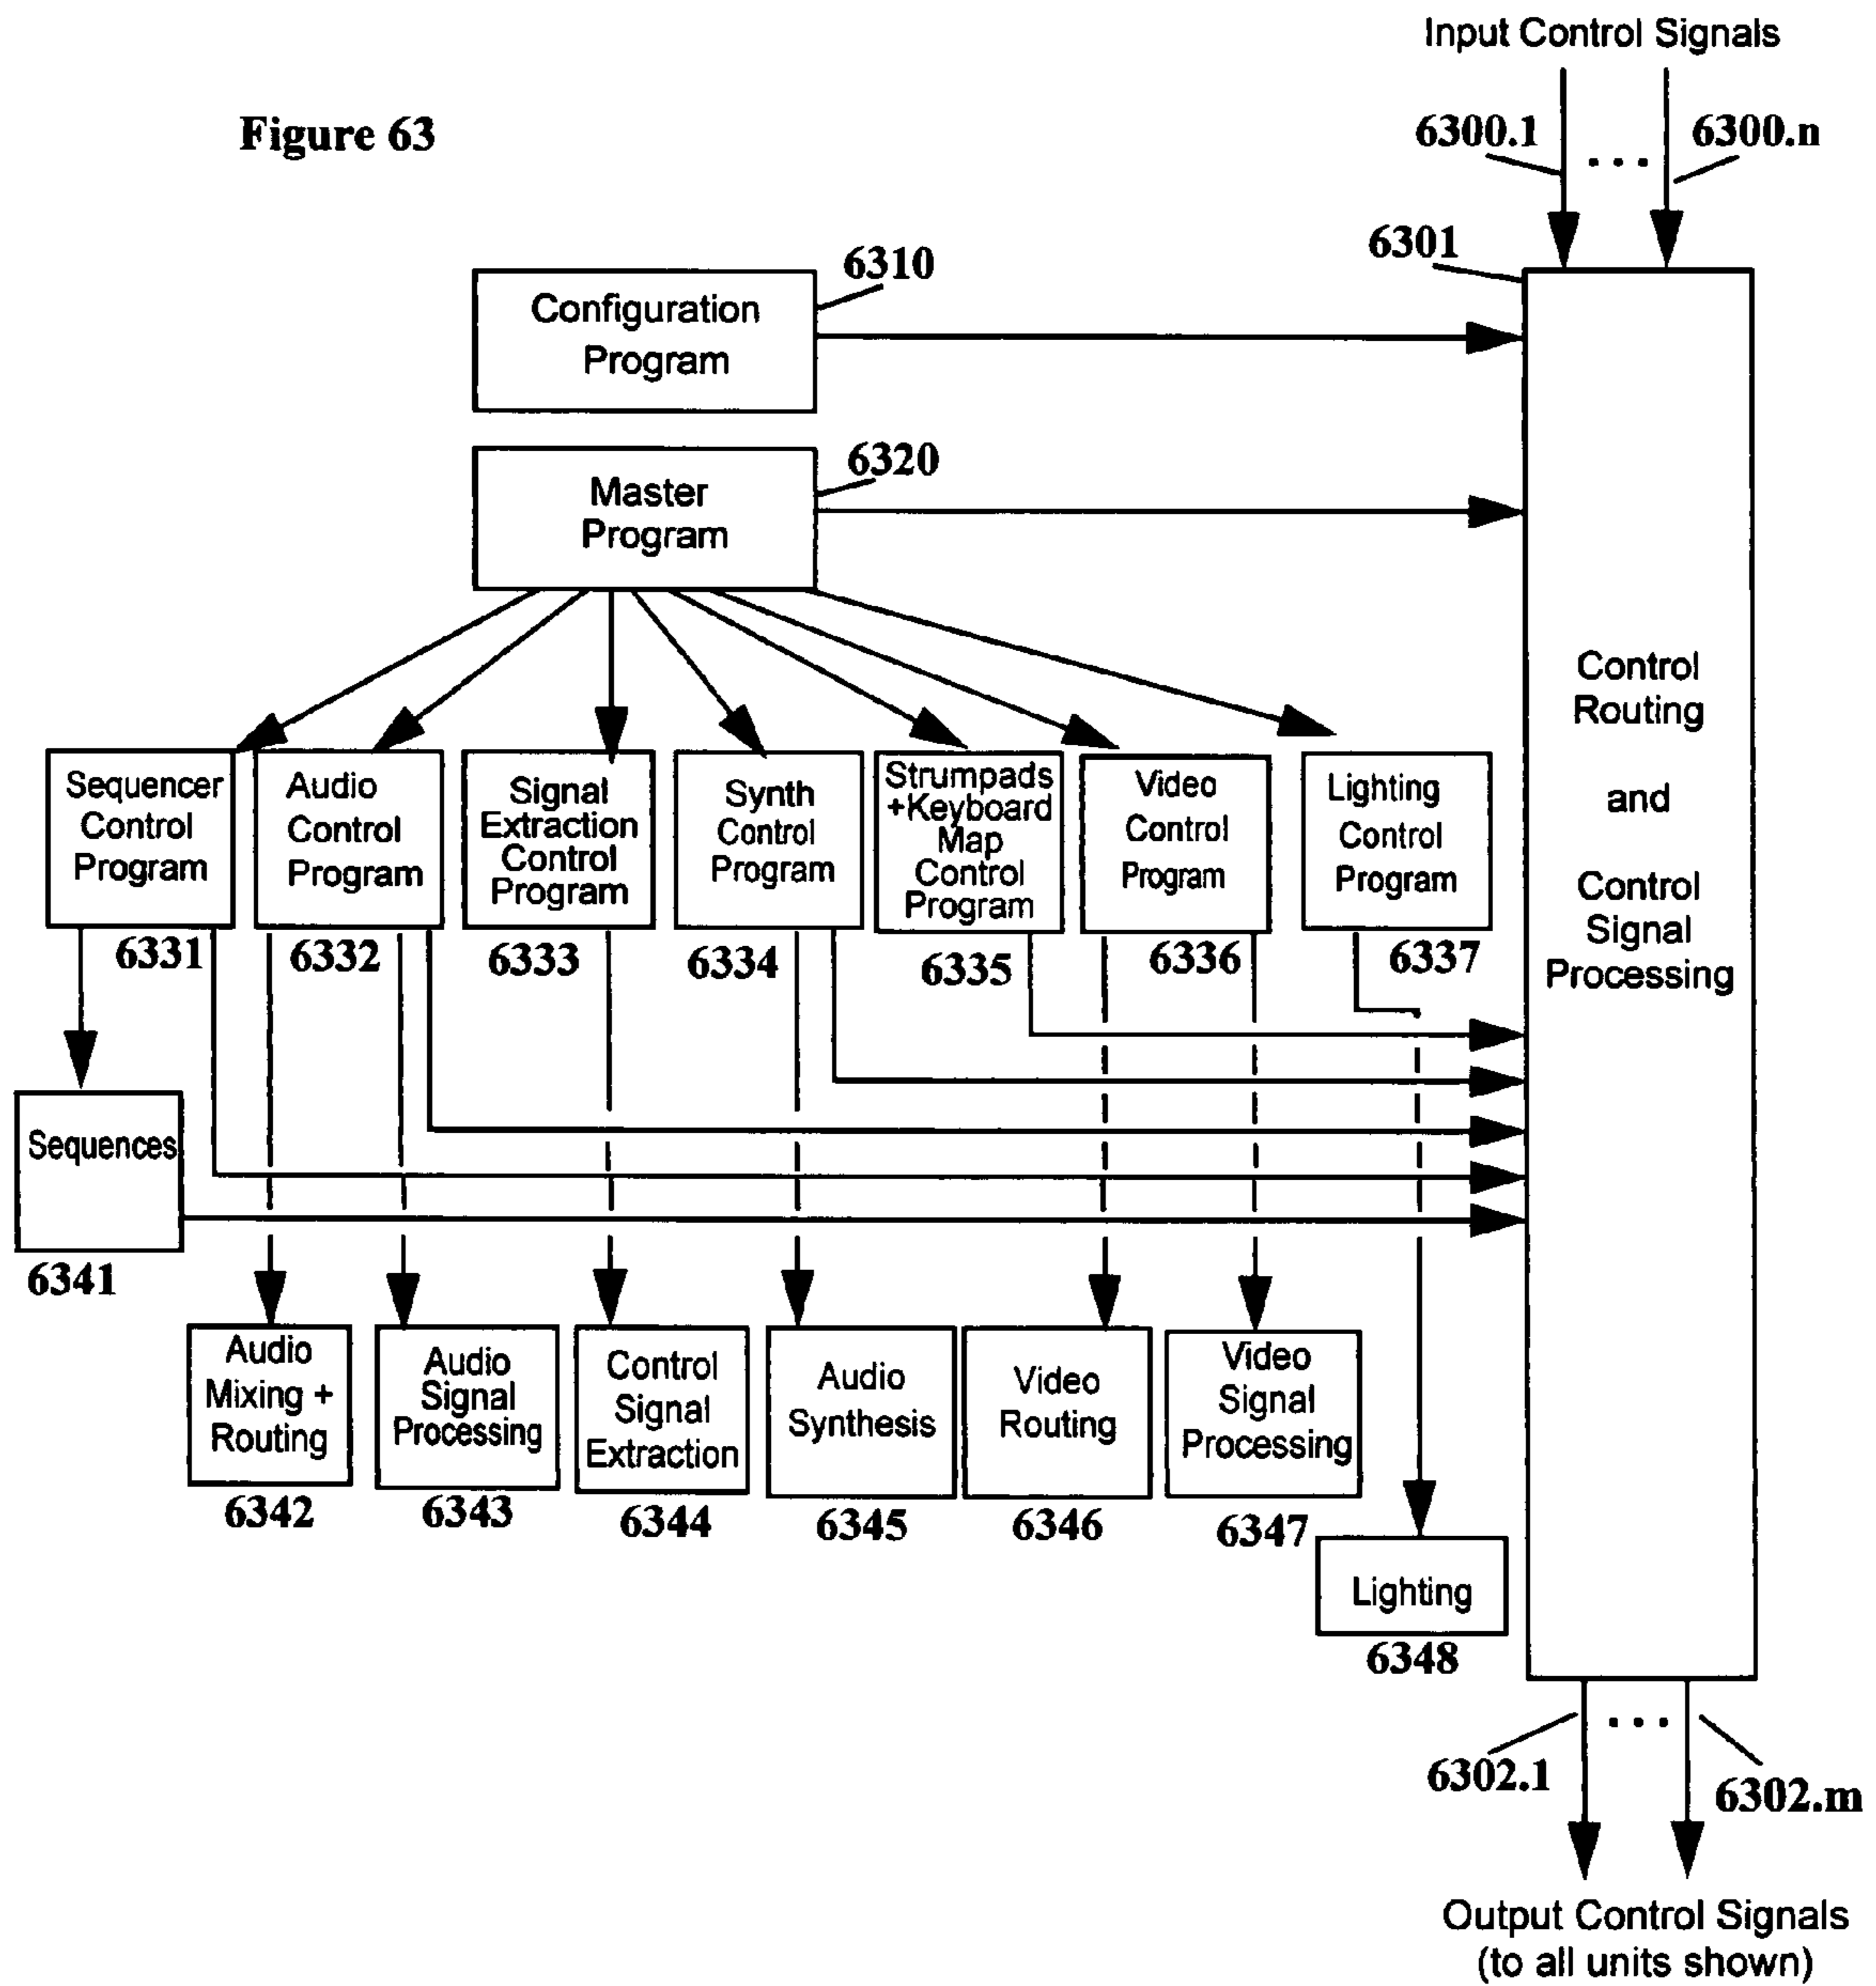 Input Control Signals
Figure 63
6300.1
...
6300.n
6301
6310
Configuration
Program
6320
Master
Program
Control
Routing
and
Control
Signal
Processing
Sequencer
Control
Program
Audio
Control
Program
Signal
Extraction
Control
Program
Synth
Control
Program
Strumpads
+Keyboard
Map
Control
Program
Video
Control
Program
Lighting
Control
Program
6331
6332
6333
6334
6335
6336
6337
Sequences
6341
Audio
Mixing +
Routing
Audio
Signal
Processing
Control
Signal
Extraction
Audio
Synthesis
Video
Routing
Video
Signal
Processing
6342
6343
6344
6345
6346
6347
Lighting
6348
6302.1
...
6302.m
Output Control Signals
(to all units shown)